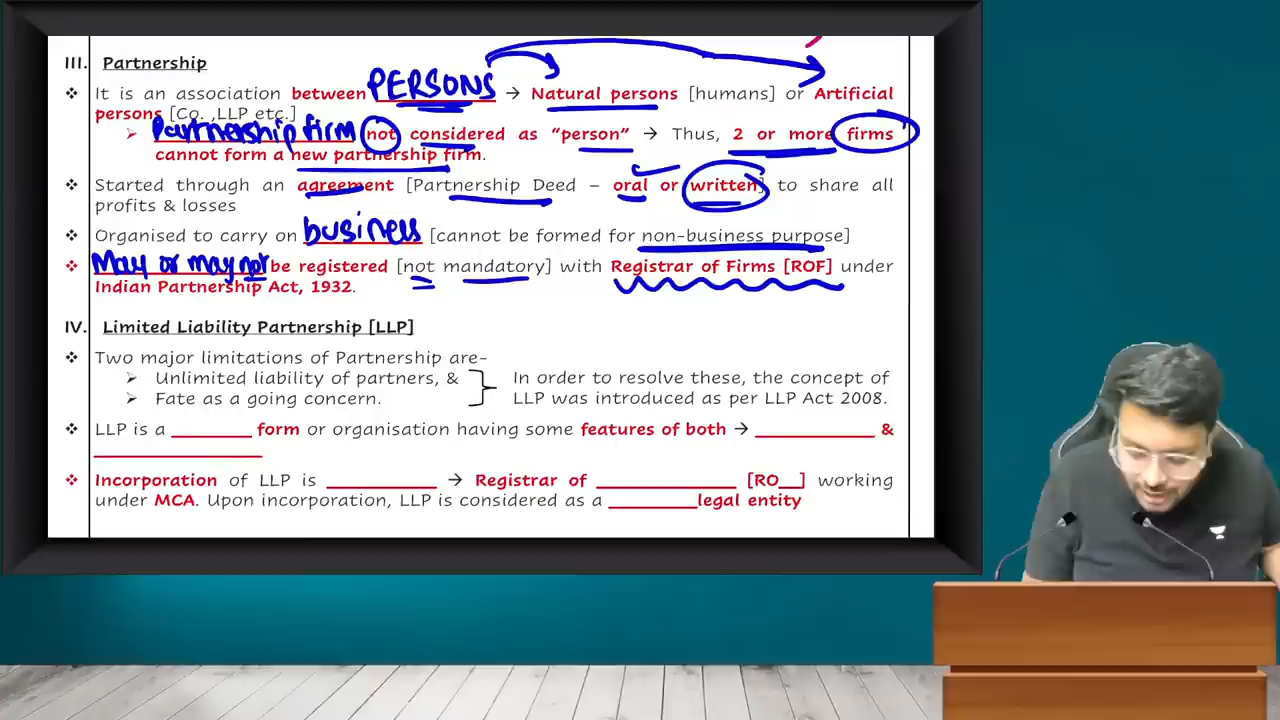 III. Partnership
❖ It is an association between PERSONS → Natural persons [humans] or Artificial
persons [Co. ,LLP etc.]
➢ Partnership firm not considered as “person” → Thus, 2 or more firms
cannot form a new partnership firm.
❖ Started through an agreement [Partnership Deed – oral or written] to share all
profits & losses
❖ Organised to carry on business [cannot be formed for non-business purpose]
❖ May or may not be registered [not mandatory] with Registrar of Firms [ROF] under
Indian Partnership Act, 1932.
IV. Limited Liability Partnership [LLP]
❖ Two major limitations of Partnership are-
➢ Unlimited liability of partners, & In order to resolve these, the concept of
➢ Fate as a going concern. LLP was introduced as per LLP Act 2008.
❖ LLP is a ________ form or organisation having some features of both → ____________ &
_________________
❖ Incorporation of LLP is ___________ → Registrar of ______________ [RO__] working
under MCA. Upon incorporation, LLP is considered as a _________legal entity